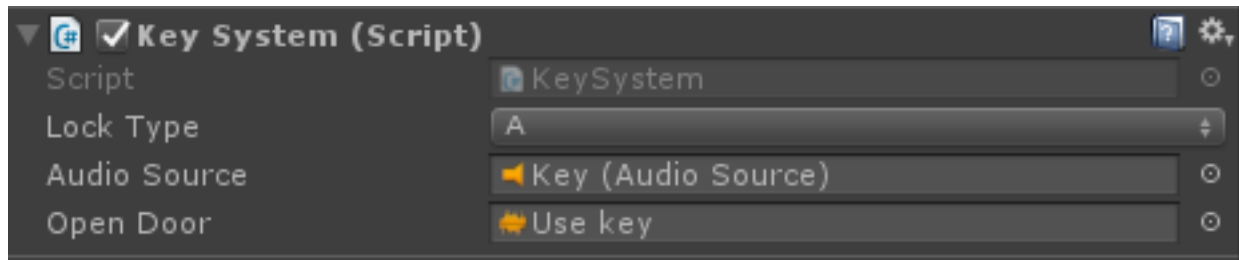 Key System (Script)
Script KeySystem
Lock Type A
Audio Source Key (Audio Source)
Open Door Use key